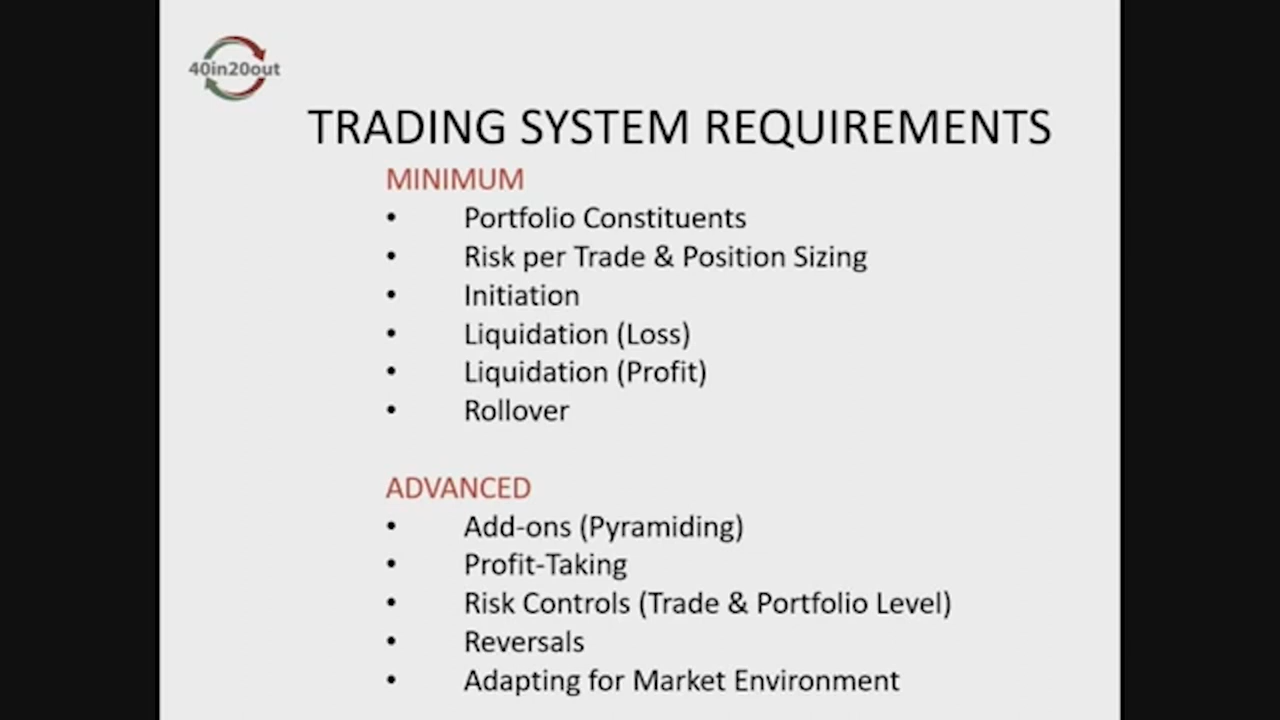 40in20out
TRADING SYSTEM REQUIREMENTS
MINIMUM
• Portfolio Constituents
• Risk per Trade & Position Sizing
• Initiation
• Liquidation (Loss)
• Liquidation (Profit)
• Rollover
ADVANCED
• Add-ons (Pyramiding)
• Profit-Taking
• Risk Controls (Trade & Portfolio Level)
• Reversals
• Adapting for Market Environment